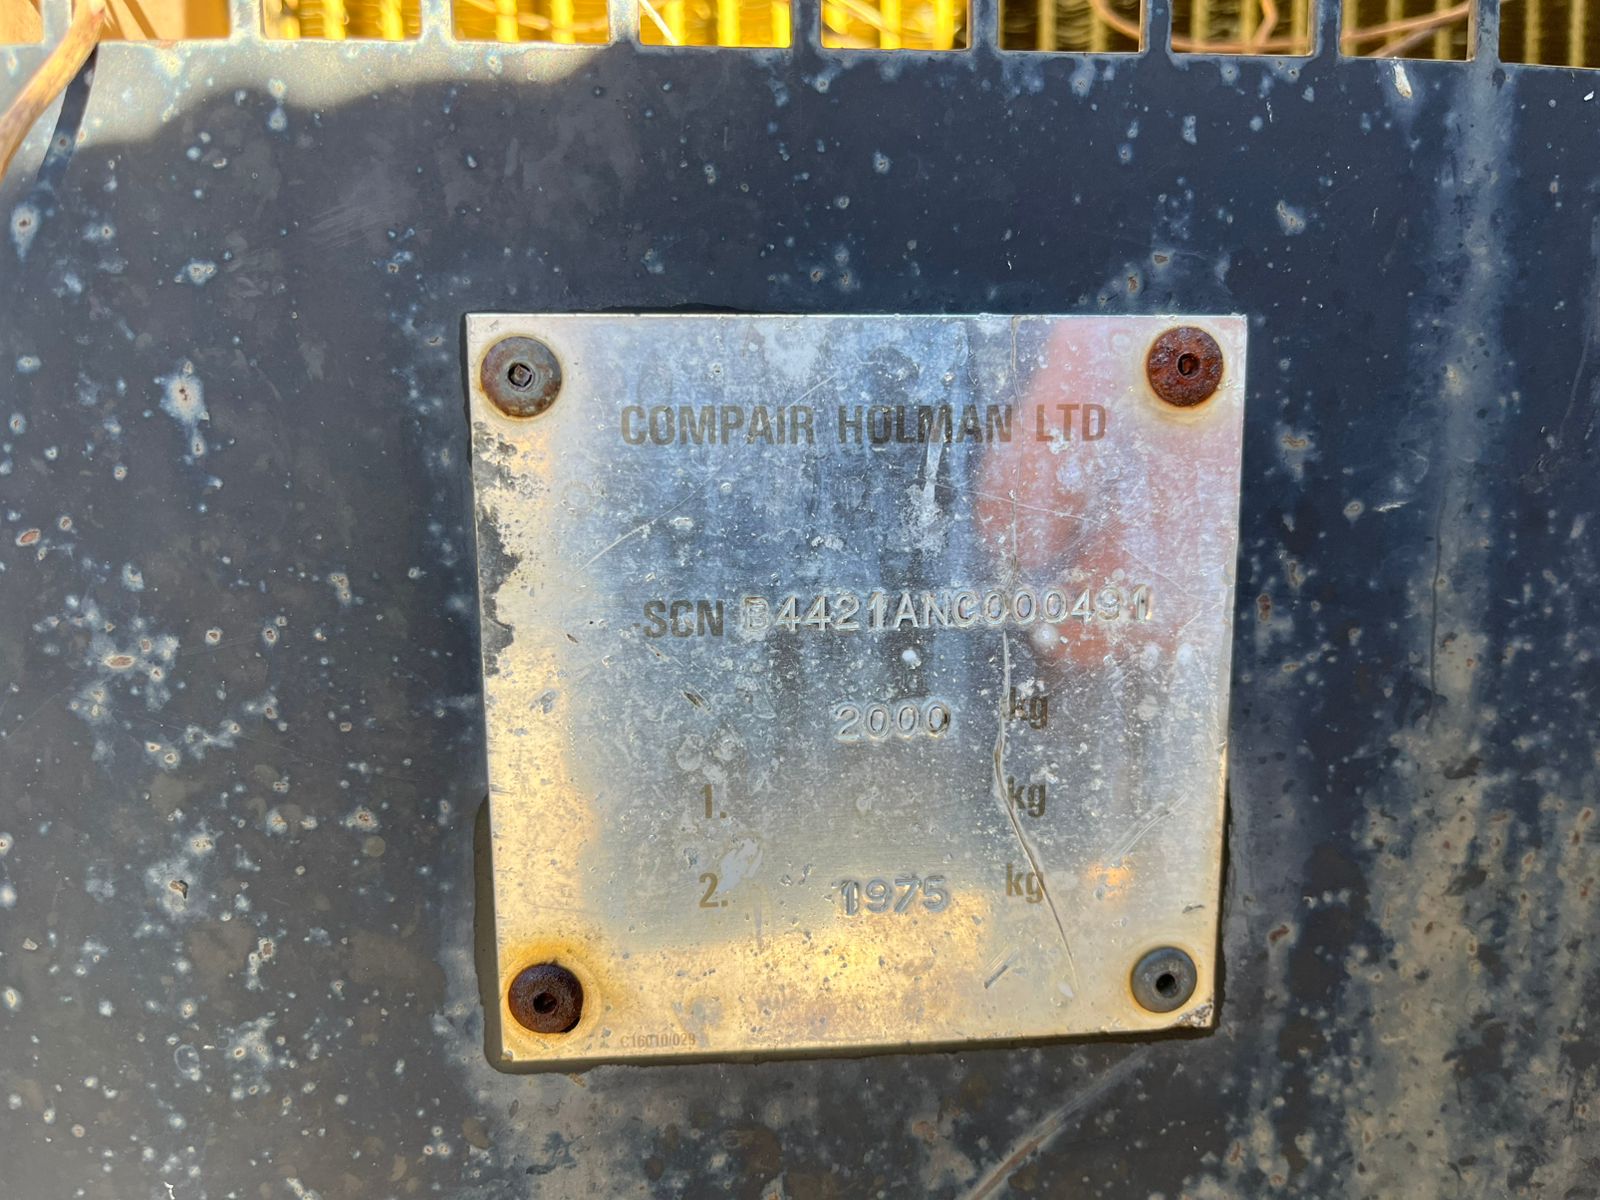 COMPAIR HOLMAN LTD
SCN B4421ANC000491
2000 kg
1. kg
2. 1975 kg
C16010/029